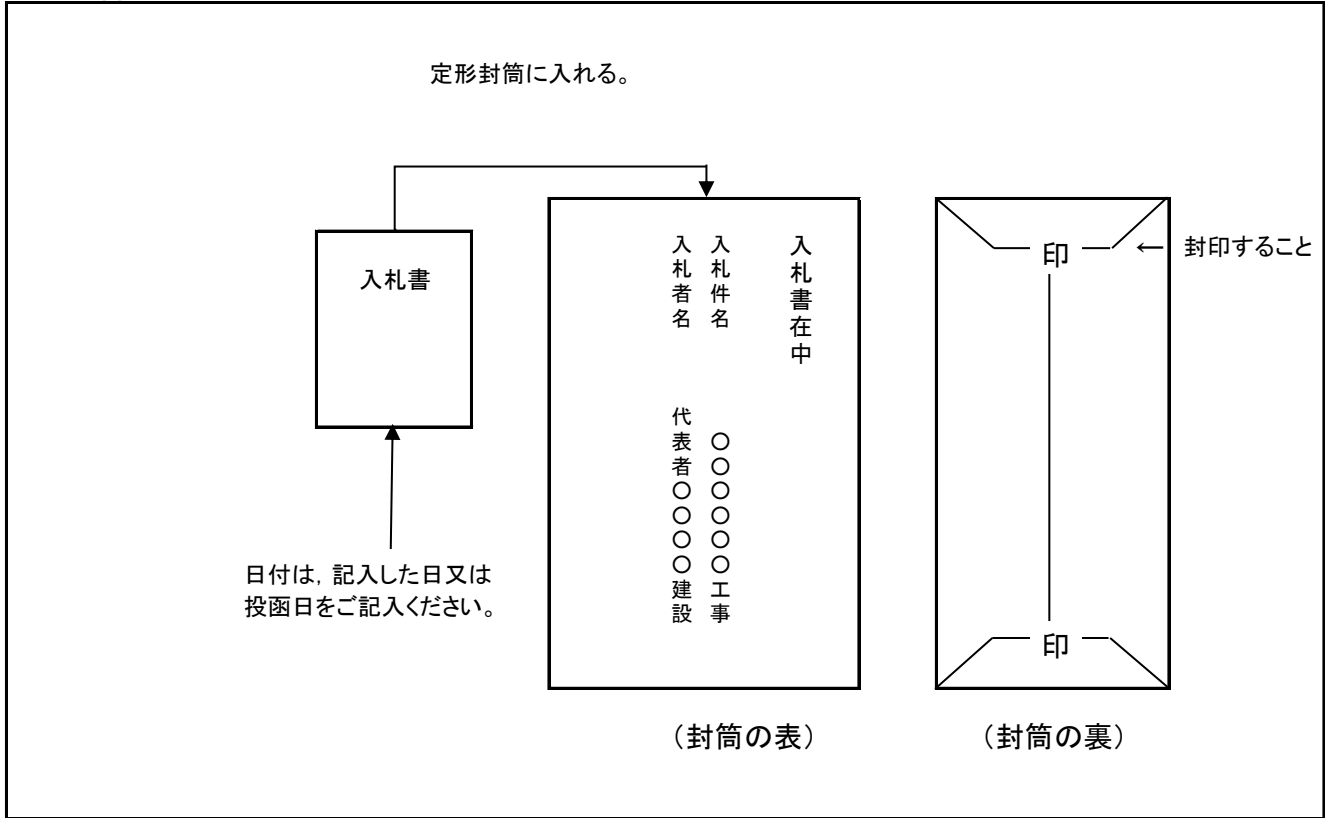 定形封筒に入れる。
入札書
日付は，記入した日又は
投函日をご記入ください。
入札書在中
入札件名　　〇〇〇〇〇〇工事
入札者名　　代表者〇〇〇〇建設
(封筒の表)
印
← 封印すること
印
(封筒の裏)